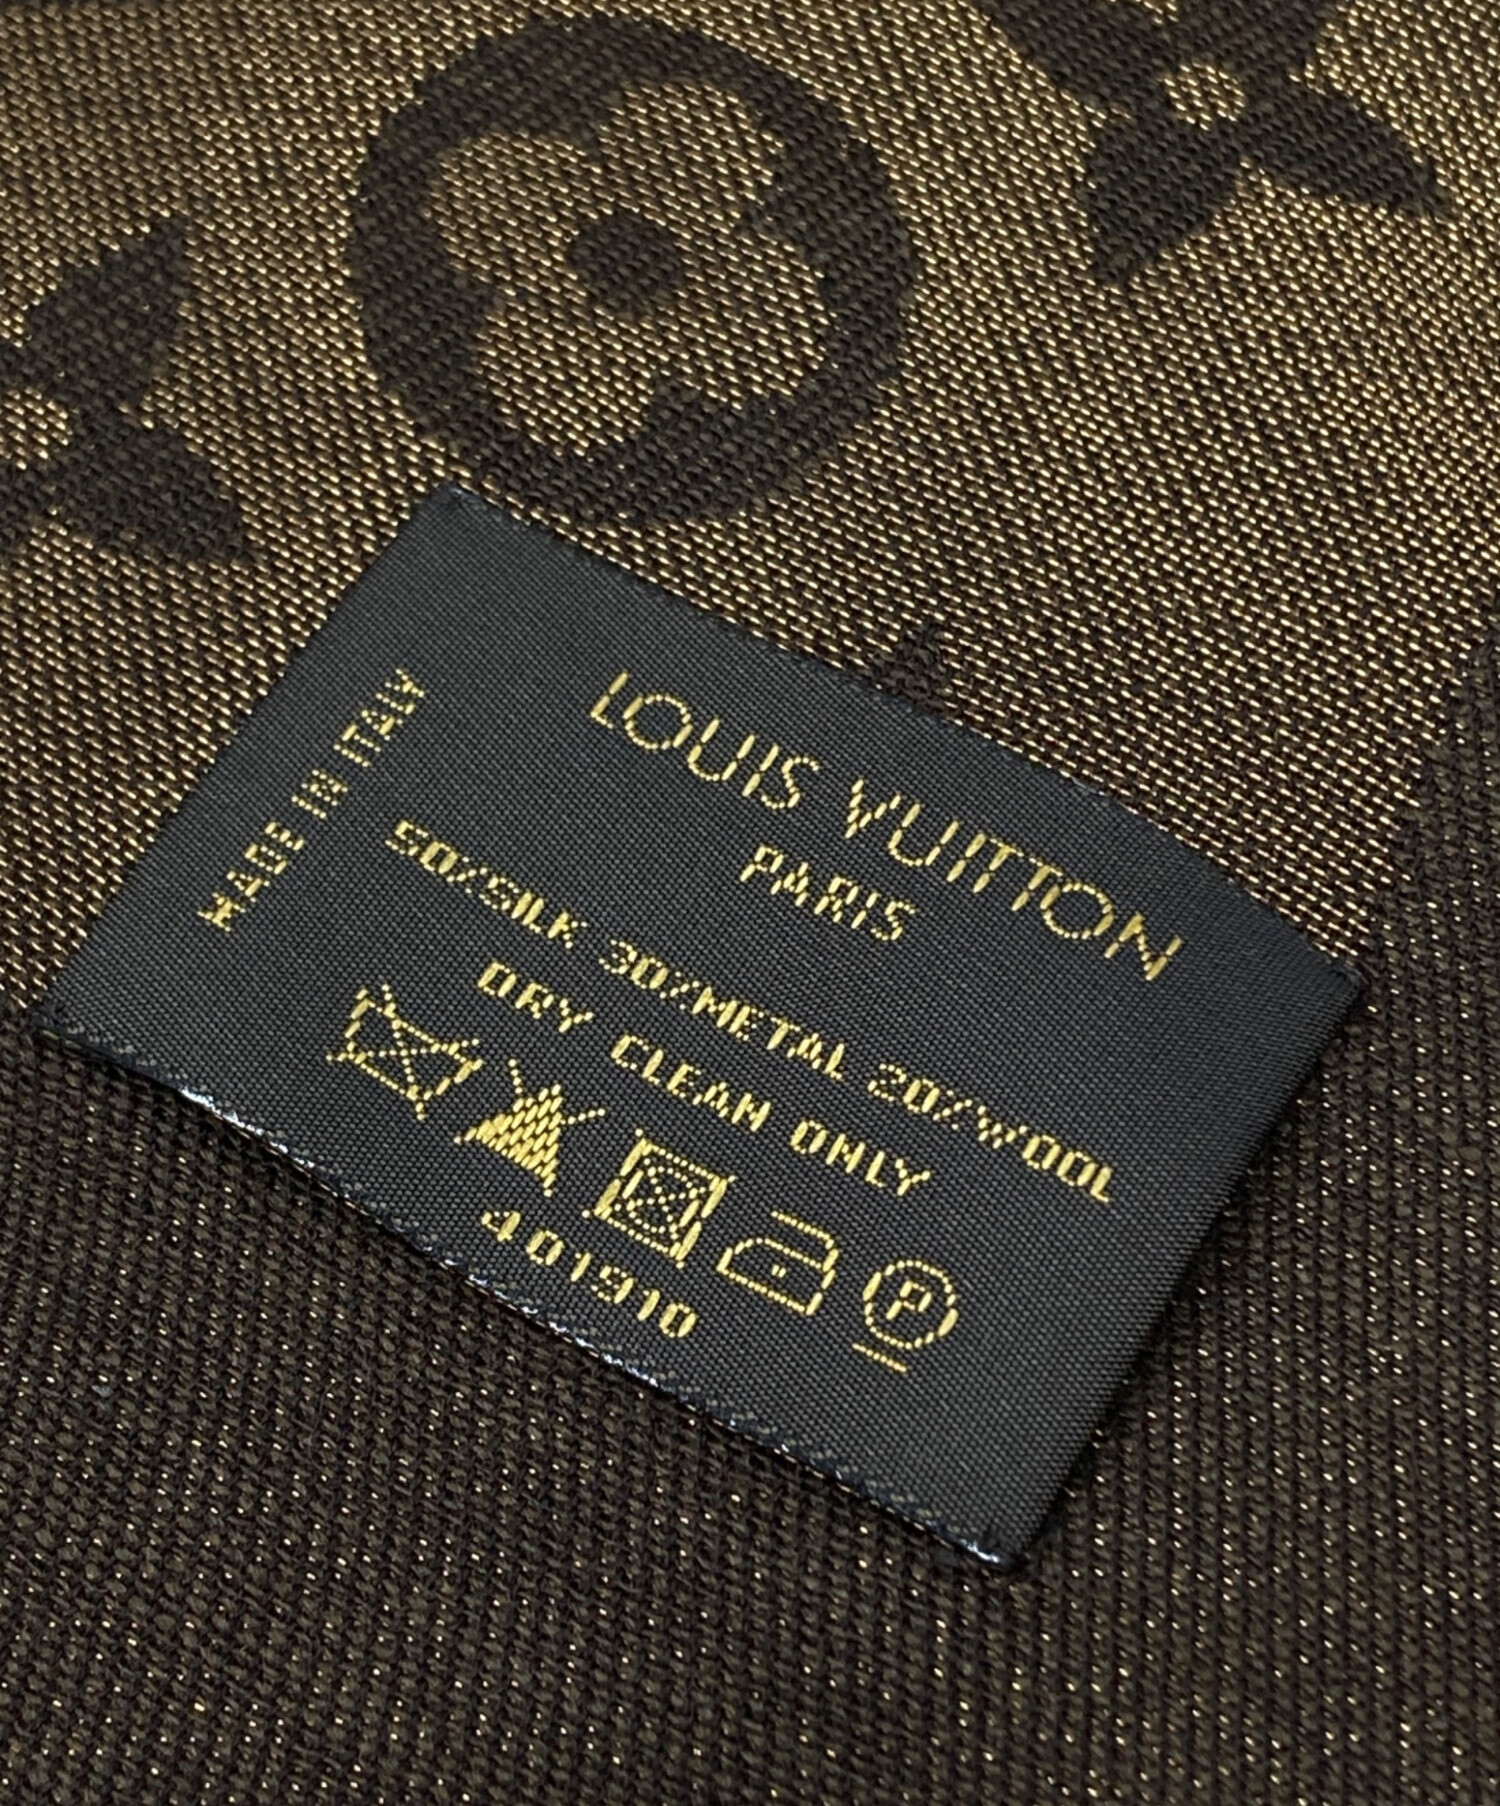 LOUIS VUITTON
PARIS
50%SILK 30%METAL 20%WOOL
DRY CLEAN ONLY
P
401910
MADE IN ITALY